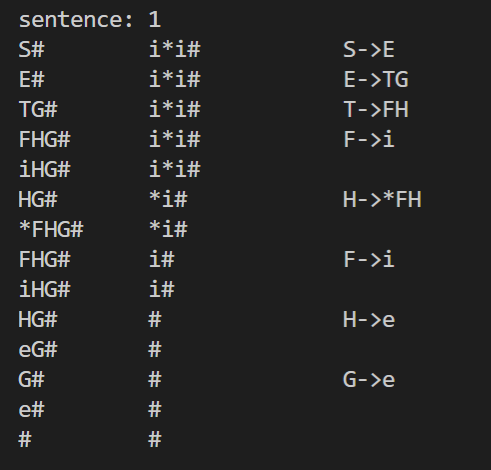 sentence: 1
S# i*i# S->E
E# i*i# E->TG
TG# i*i# T->FH
FHG# i*i# F->i
iHG# i*i#
HG# *i# H->*FH
*FHG# *i#
FHG# i# F->i
iHG# i#
HG# # H->e
eG# #
G# # G->e
e# #
# #